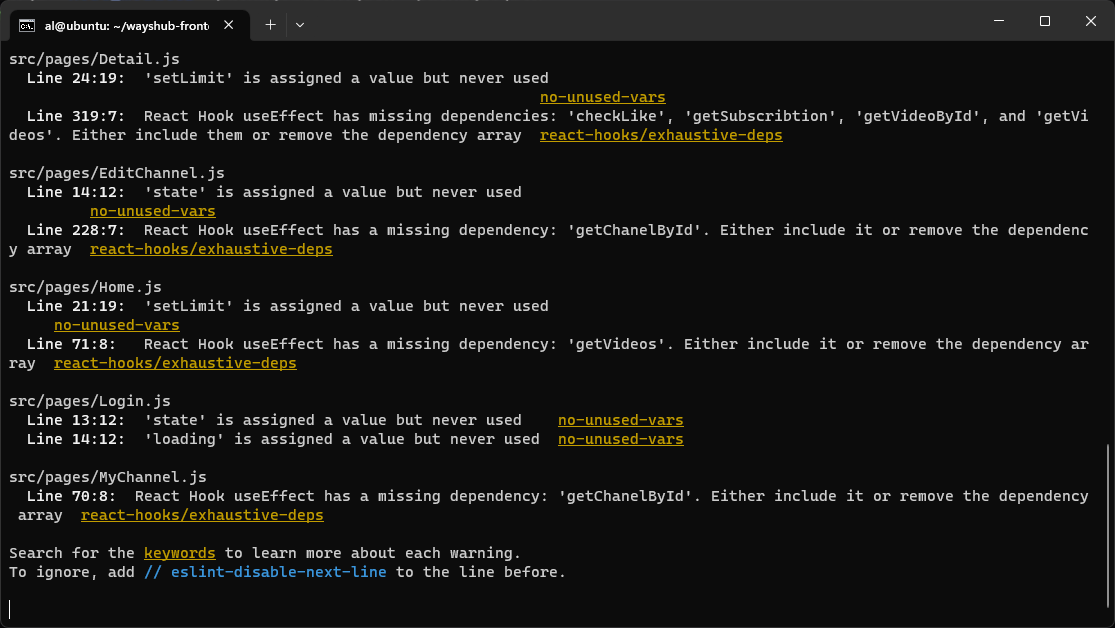 al@ubuntu: ~/wayshub-front
src/pages/Detail.js
Line 24:19: 'setLimit' is assigned a value but never used
no-unused-vars
Line 319:7: React Hook useEffect has missing dependencies: 'checkLike', 'getSubscribtion', 'getVideoById', and 'getVi
deos'. Either include them or remove the dependency array react-hooks/exhaustive-deps
src/pages/EditChannel.js
Line 14:12: 'state' is assigned a value but never used
no-unused-vars
Line 228:7: React Hook useEffect has a missing dependency: 'getChanelById'. Either include it or remove the dependenc
y array react-hooks/exhaustive-deps
src/pages/Home.js
Line 21:19: 'setLimit' is assigned a value but never used
no-unused-vars
Line 71:8: React Hook useEffect has a missing dependency: 'getVideos'. Either include it or remove the dependency ar
ray react-hooks/exhaustive-deps
src/pages/Login.js
Line 13:12: 'state' is assigned a value but never used no-unused-vars
Line 14:12: 'loading' is assigned a value but never used no-unused-vars
src/pages/MyChannel.js
Line 70:8: React Hook useEffect has a missing dependency: 'getChanelById'. Either include it or remove the dependency
array react-hooks/exhaustive-deps
Search for the keywords to learn more about each warning.
To ignore, add // eslint-disable-next-line to the line before.